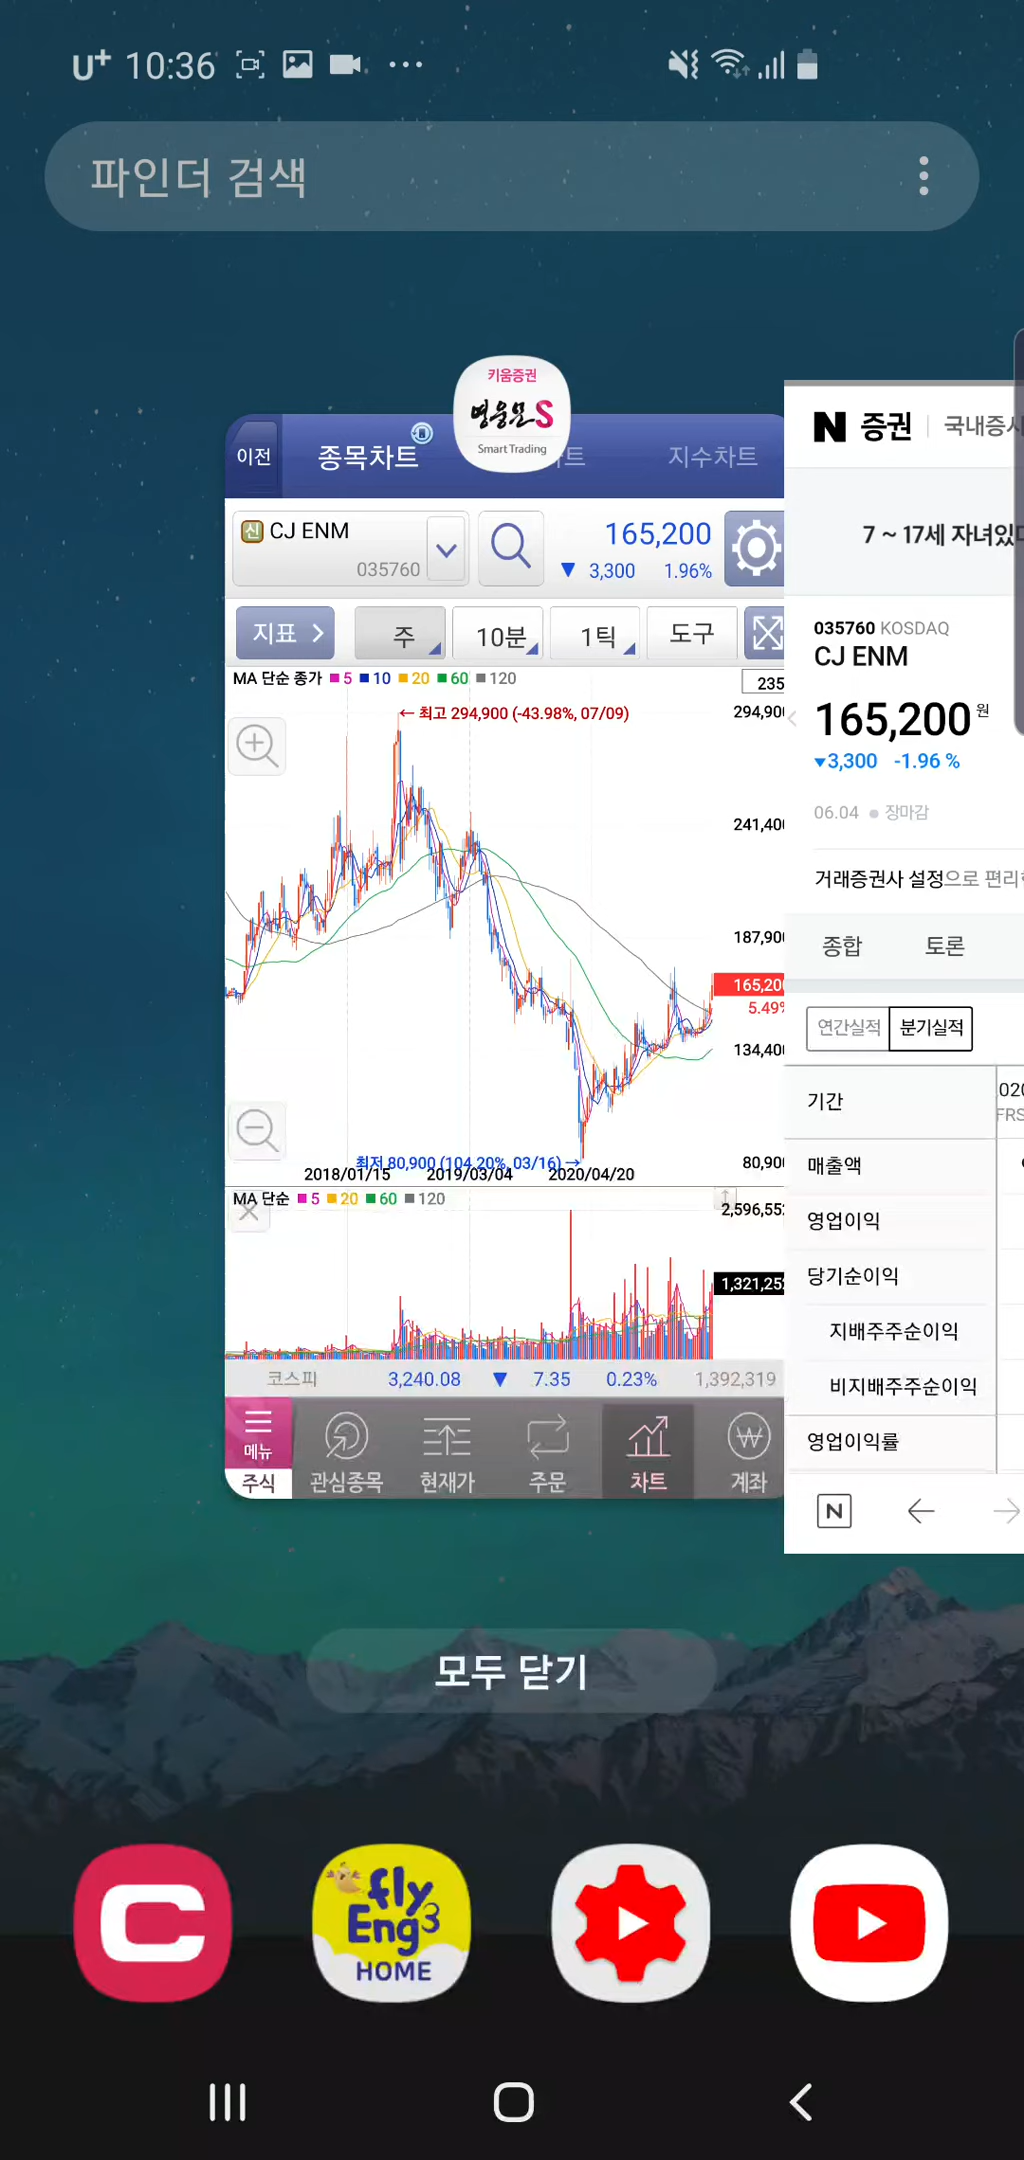 U+ 10:36
파인더 검색
키움증권
영웅문S
Smart Trading
이전
종목차트
트
지수차트
신 CJ ENM
035760
165,200
▼ 3,300 1.96%
지표 >
주
10분
1틱
도구
MA 단순 종가 5 10 20 60 120
235
← 최고 294,900 (-43.98%, 07/09)
294,900
241,400
187,900
165,200
5.49%
134,400
최저 80,900 (104.20%, 03/16) →
80,900
2018/01/15 2019/03/04 2020/04/20
MA 단순 5 20 60 120
2,596,552
1,321,252
코스피 3,240.08 ▼ 7.35 0.23% 1,392,319
메뉴
주식
관심종목
현재가
주문
차트
계좌
N 증권 국내증시
7 ~ 17세 자녀있
035760 KOSDAQ
CJ ENM
165,200 원
▼3,300 -1.96 %
06.04 장마감
거래증권사 설정으로 편리
종합 토론
연간실적 분기실적
기간
매출액
영업이익
당기순이익
지배주주순이익
비지배주주순이익
영업이익률
N
모두 닫기
C
fly
Eng3
HOME